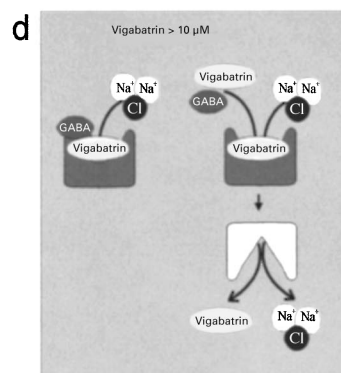 d
Vigabatrin > 10 µM
Na⁺ Na⁺
Cl
GABA
Vigabatrin
Vigabatrin
GABA
Na⁺ Na⁺
Cl
Vigabatrin
Vigabatrin
Na⁺ Na⁺
Cl